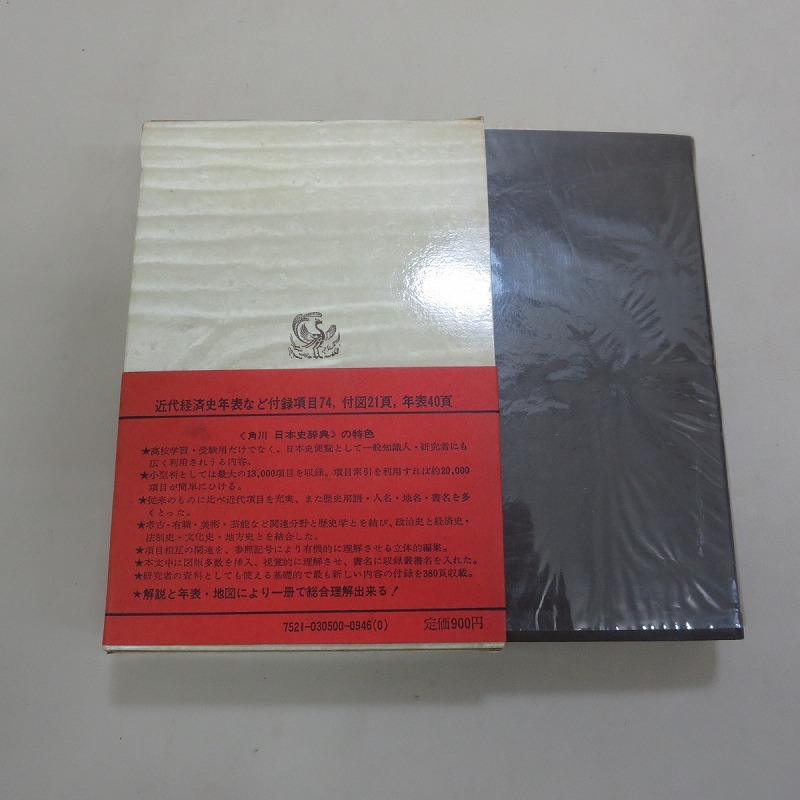 近代経済史年表など付録項目74, 付図21頁, 年表40頁
《角川 日本史辞典》の特色
★高校学習・受験用だけでなく、日本史便覧として一般知識人・研究者にも
広く利用されうる内容。
★小型判としては最大の13,000項目を収録、項目索引を利用すれば約20,000
項目が簡単にひける。
★従来のものに比べ近代項目を充実、また歴史用語・人名・地名・書名を多
くとった。
★考古・有職・美術・芸能など関連分野と歴史学とを結び、政治史と経済史・
法制史・文化史・地方史とを結合した。
★項目相互の関連を、参照記号により有機的に理解させる立体的編集。
★本文中に図版多数を挿入、視覚的に理解させ、書名に収録叢書名を入れた。
★研究者の資料としても使える基礎的で最も新しい内容の付録を380頁収載。
★解説と年表・地図により一冊で総合理解出来る!
7521-030500-0946(0) 定価900円